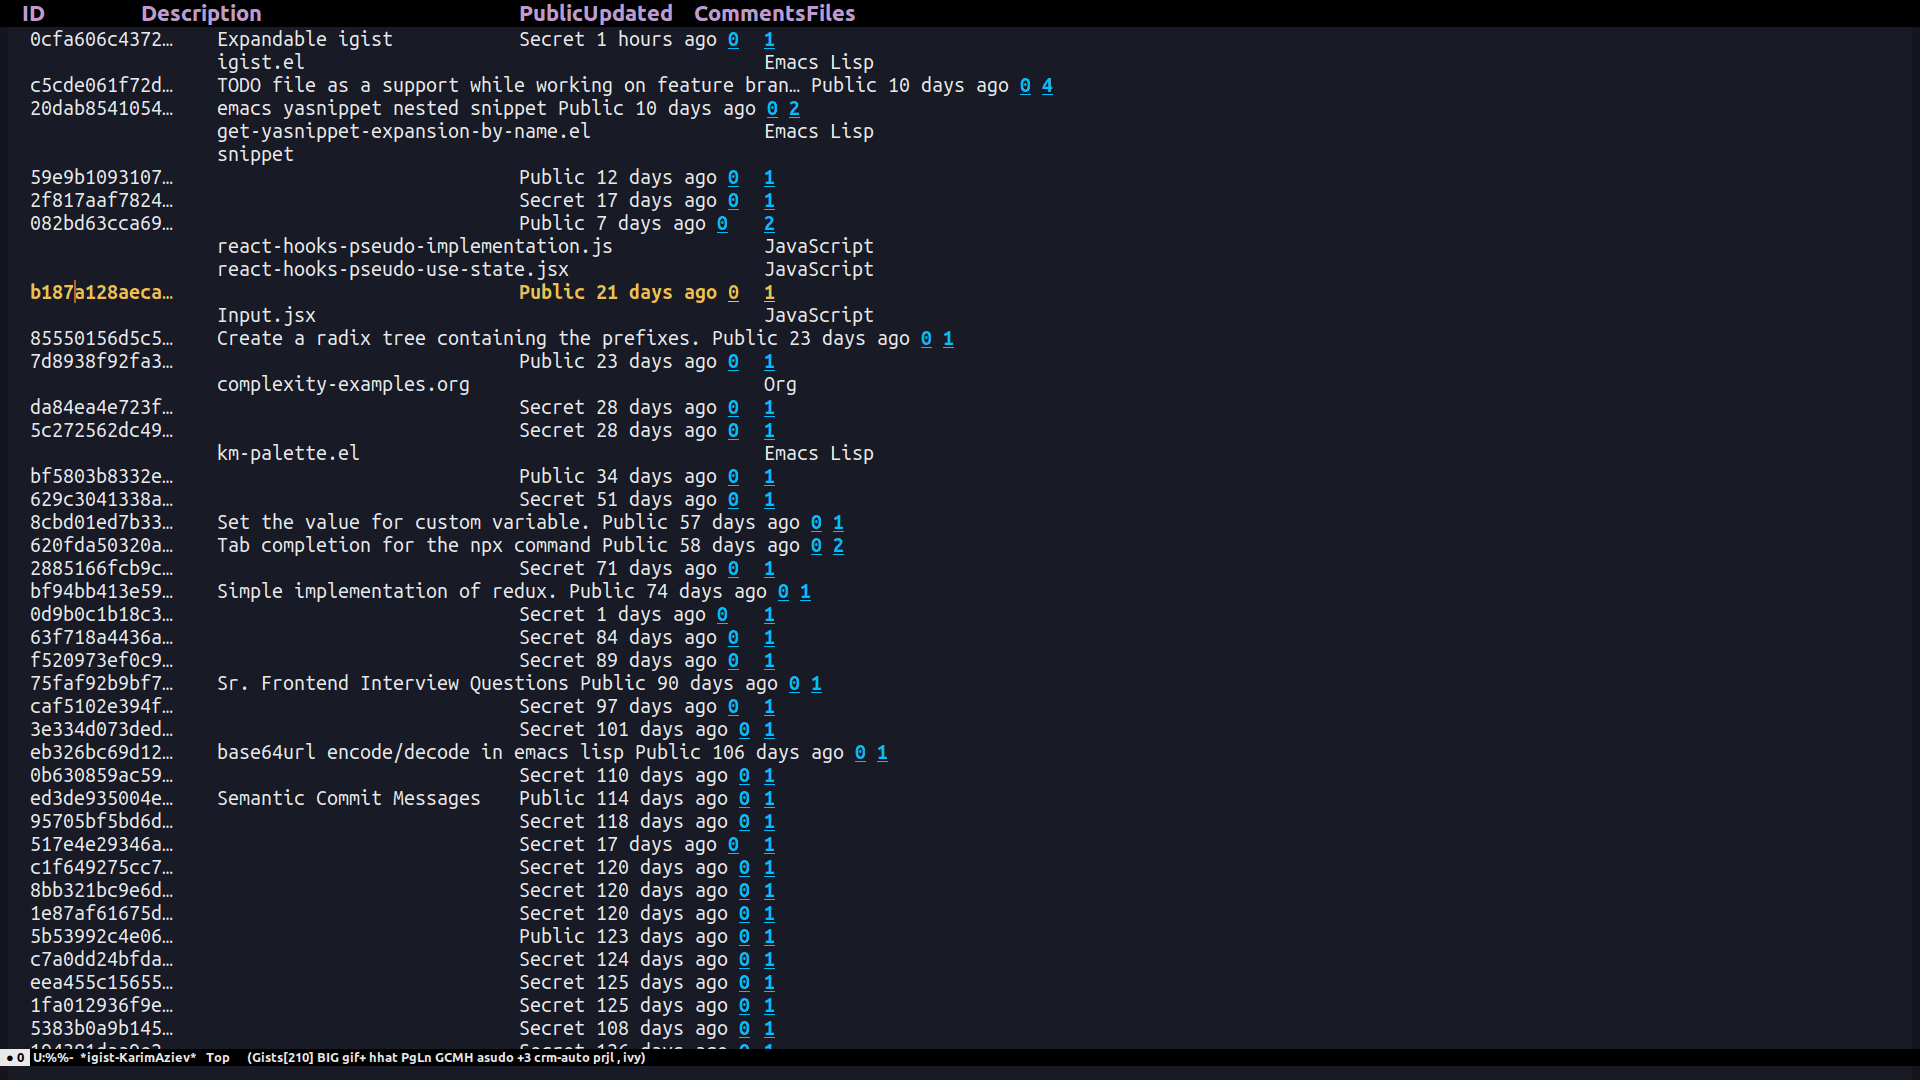 ID Description PublicUpdated CommentsFiles
0cfa606c4372… Expandable igist Secret 1 hours ago 0 1
igist.el Emacs Lisp
c5cde061f72d… TODO file as a support while working on feature bran… Public 10 days ago 0 4
20dab8541054… emacs yasnippet nested snippet Public 10 days ago 0 2
get-yasnippet-expansion-by-name.el Emacs Lisp
snippet
59e9b1093107… Public 12 days ago 0 1
2f817aaf7824… Secret 17 days ago 0 1
082bd63cca69… Public 7 days ago 0 2
react-hooks-pseudo-implementation.js JavaScript
react-hooks-pseudo-use-state.jsx JavaScript
b187a128aeca… Public 21 days ago 0 1
Input.jsx JavaScript
85550156d5c5… Create a radix tree containing the prefixes. Public 23 days ago 0 1
7d8938f92fa3… Public 23 days ago 0 1
complexity-examples.org Org
da84ea4e723f… Secret 28 days ago 0 1
5c272562dc49… Secret 28 days ago 0 1
km-palette.el Emacs Lisp
bf5803b8332e… Public 34 days ago 0 1
629c3041338a… Secret 51 days ago 0 1
8cbd01ed7b33… Set the value for custom variable. Public 57 days ago 0 1
620fda50320a… Tab completion for the npx command Public 58 days ago 0 2
2885166fcb9c… Secret 71 days ago 0 1
bf94bb413e59… Simple implementation of redux. Public 74 days ago 0 1
0d9b0c1b18c3… Secret 1 days ago 0 1
63f718a4436a… Secret 84 days ago 0 1
f520973ef0c9… Secret 89 days ago 0 1
75faf92b9bf7… Sr. Frontend Interview Questions Public 90 days ago 0 1
caf5102e394f… Secret 97 days ago 0 1
3e334d073ded… Secret 101 days ago 0 1
eb326bc69d12… base64url encode/decode in emacs lisp Public 106 days ago 0 1
0b630859ac59… Secret 110 days ago 0 1
ed3de935004e… Semantic Commit Messages Public 114 days ago 0 1
95705bf5bd6d… Secret 118 days ago 0 1
517e4e29346a… Secret 17 days ago 0 1
c1f649275cc7… Secret 120 days ago 0 1
8bb321bc9e6d… Secret 120 days ago 0 1
1e87af61675d… Secret 120 days ago 0 1
5b53992c4e06… Public 123 days ago 0 1
c7a0dd24bfda… Secret 124 days ago 0 1
eea455c15655… Secret 125 days ago 0 1
1fa012936f9e… Secret 125 days ago 0 1
5383b0a9b145… Secret 108 days ago 0 1
● 0 U:%%- *igist-KarimAziev* Top (Gists[210] BIG gif+ hhat PgLn GCMH asudo +3 crm-auto prjl , ivy)